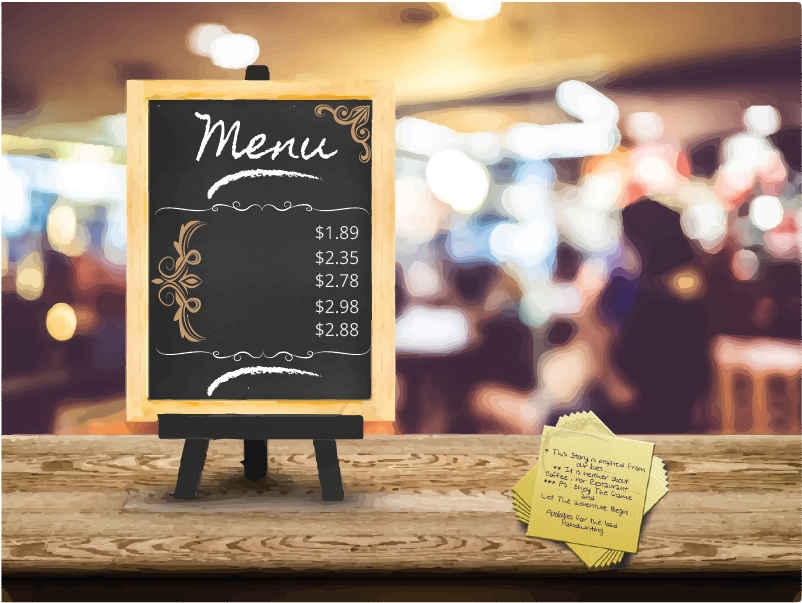 Menu
$1.89
$2.35
$2.78
$2.98
$2.88
* This Story is inspired from
our lives...
** It is neither about
Coffee, nor Restaurant...
*** Ps: Enjoy The Game
and
Let The adventure Begin
Apologies for the bad
Handwriting